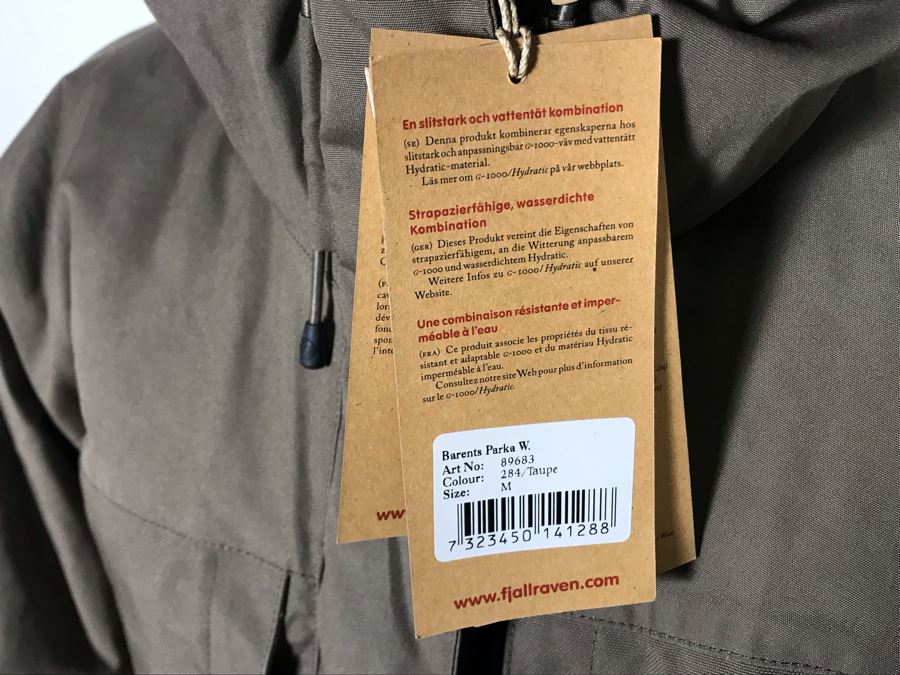 En slitstark och vattentät kombination
(SE) Denna produkt kombinerar egenskaperna hos
slitstark och anpassningsbar G-1000-väv med vattentätt
Hydratic-material.
Läs mer om G-1000/Hydratic på vår webbplats.
Strapazierfähige, wasserdichte
Kombination
(GER) Dieses Produkt vereint die Eigenschaften von
strapazierfähigem, an die Witterung anpassbarem
G-1000 und wasserdichtem Hydratic.
Weitere Infos zu G-1000/Hydratic auf unserer
Website.
Une combinaison résistante et imper-
méable à l'eau
(FRA) Ce produit associe les propriétés du tissu ré-
sistant et adaptable G-1000 et du matériau Hydratic
imperméable à l'eau.
Consultez notre site Web pour plus d'information
sur le G-1000/Hydratic.
Barents Parka W.
Art No: 89683
Colour: 284/Taupe
Size: M
7 323450 141288
www.fjallraven.com